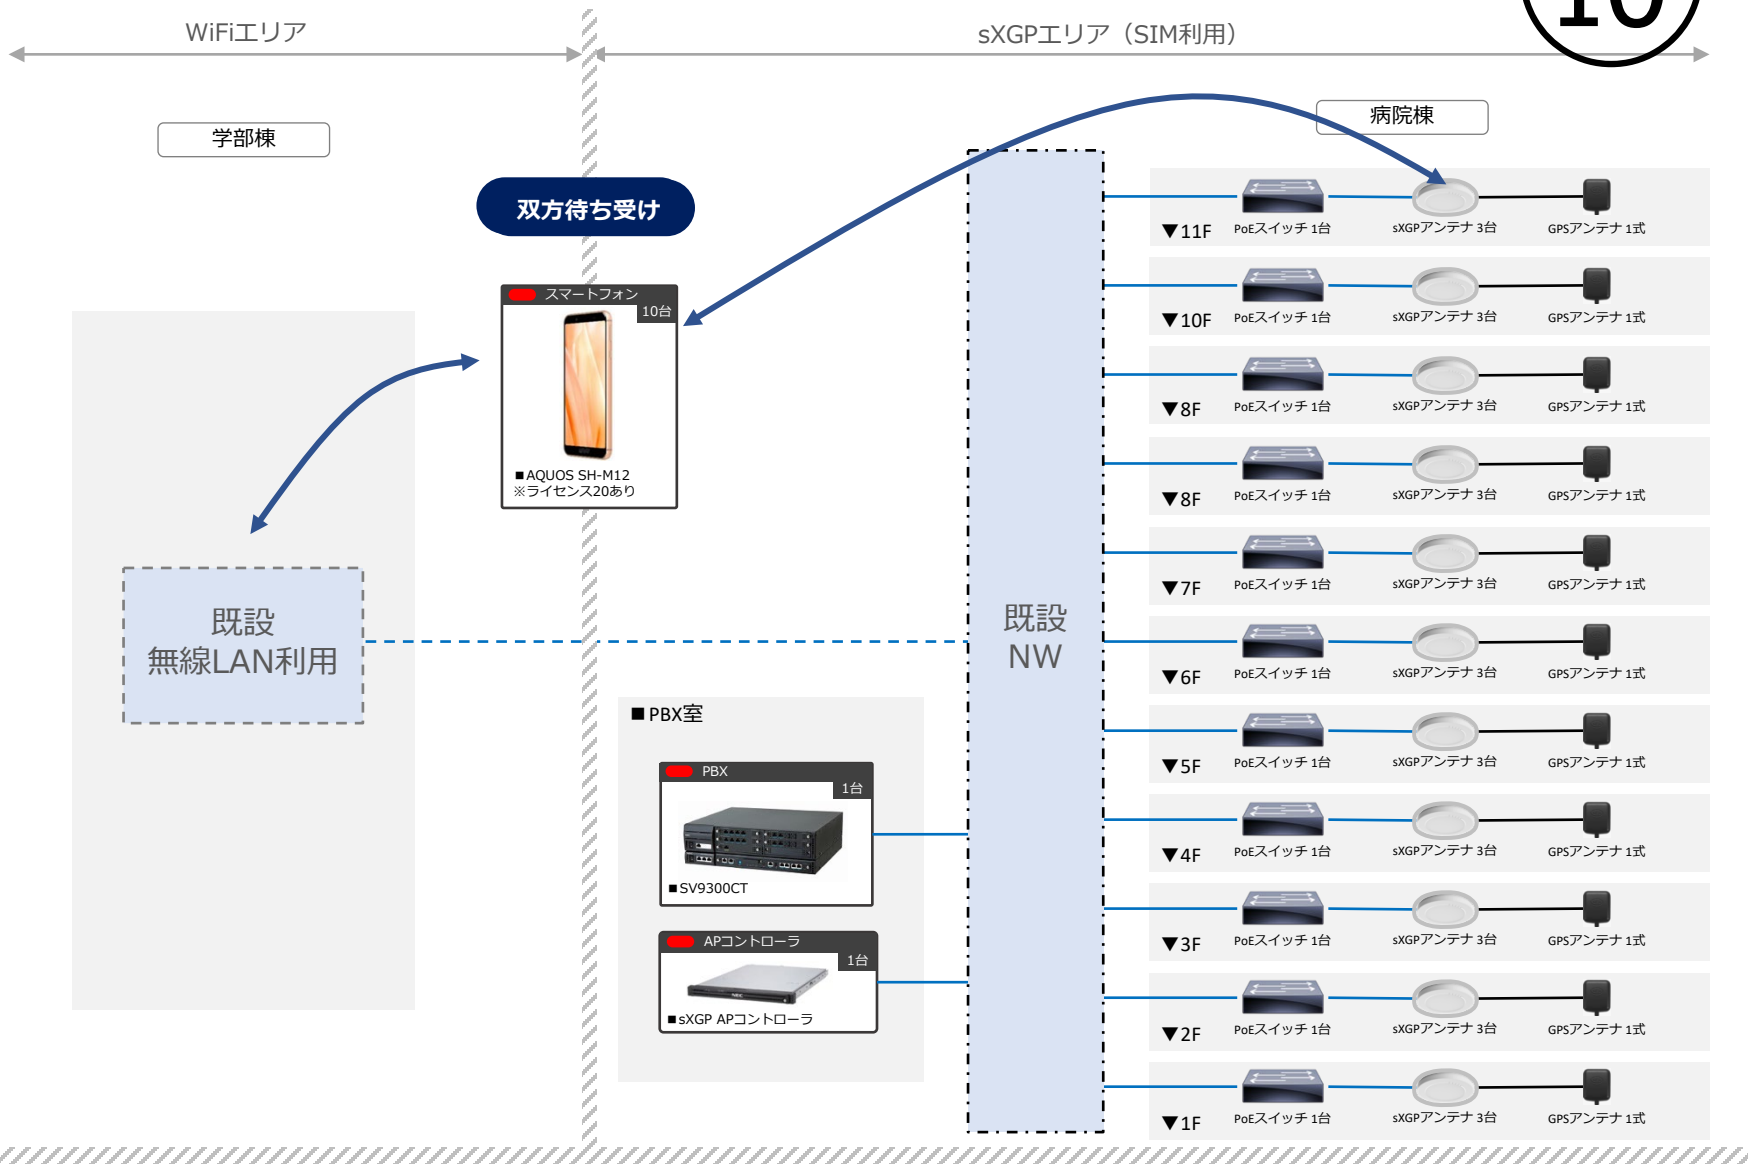 WiFiエリア
sXGPエリア（SIM利用）
10
学部棟
病院棟
双方待ち受け
スマートフォン
10台
■AQUOS SH-M12
※ライセンス20あり
既設
無線LAN利用
既設
NW
■PBX室
PBX
1台
■SV9300CT
APコントローラ
1台
■sXGP APコントローラ
▼11F PoEスイッチ 1台 sXGPアンテナ 3台 GPSアンテナ 1式
▼10F PoEスイッチ 1台 sXGPアンテナ 3台 GPSアンテナ 1式
▼8F PoEスイッチ 1台 sXGPアンテナ 3台 GPSアンテナ 1式
▼8F PoEスイッチ 1台 sXGPアンテナ 3台 GPSアンテナ 1式
▼7F PoEスイッチ 1台 sXGPアンテナ 3台 GPSアンテナ 1式
▼6F PoEスイッチ 1台 sXGPアンテナ 3台 GPSアンテナ 1式
▼5F PoEスイッチ 1台 sXGPアンテナ 3台 GPSアンテナ 1式
▼4F PoEスイッチ 1台 sXGPアンテナ 3台 GPSアンテナ 1式
▼3F PoEスイッチ 1台 sXGPアンテナ 3台 GPSアンテナ 1式
▼2F PoEスイッチ 1台 sXGPアンテナ 3台 GPSアンテナ 1式
▼1F PoEスイッチ 1台 sXGPアンテナ 3台 GPSアンテナ 1式